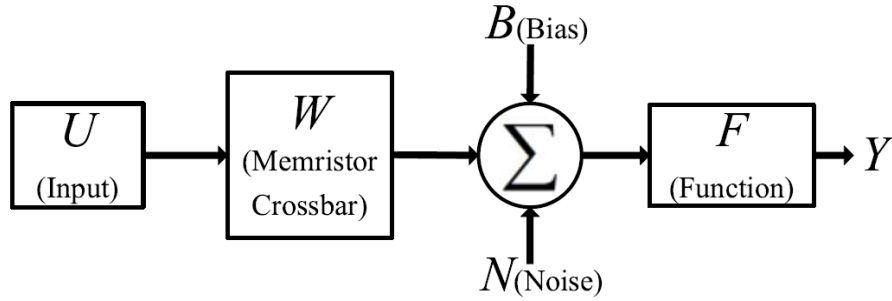 U
(Input)
W
(Memristor
Crossbar)
B(Bias)
∑
N(Noise)
F
(Function)
Y